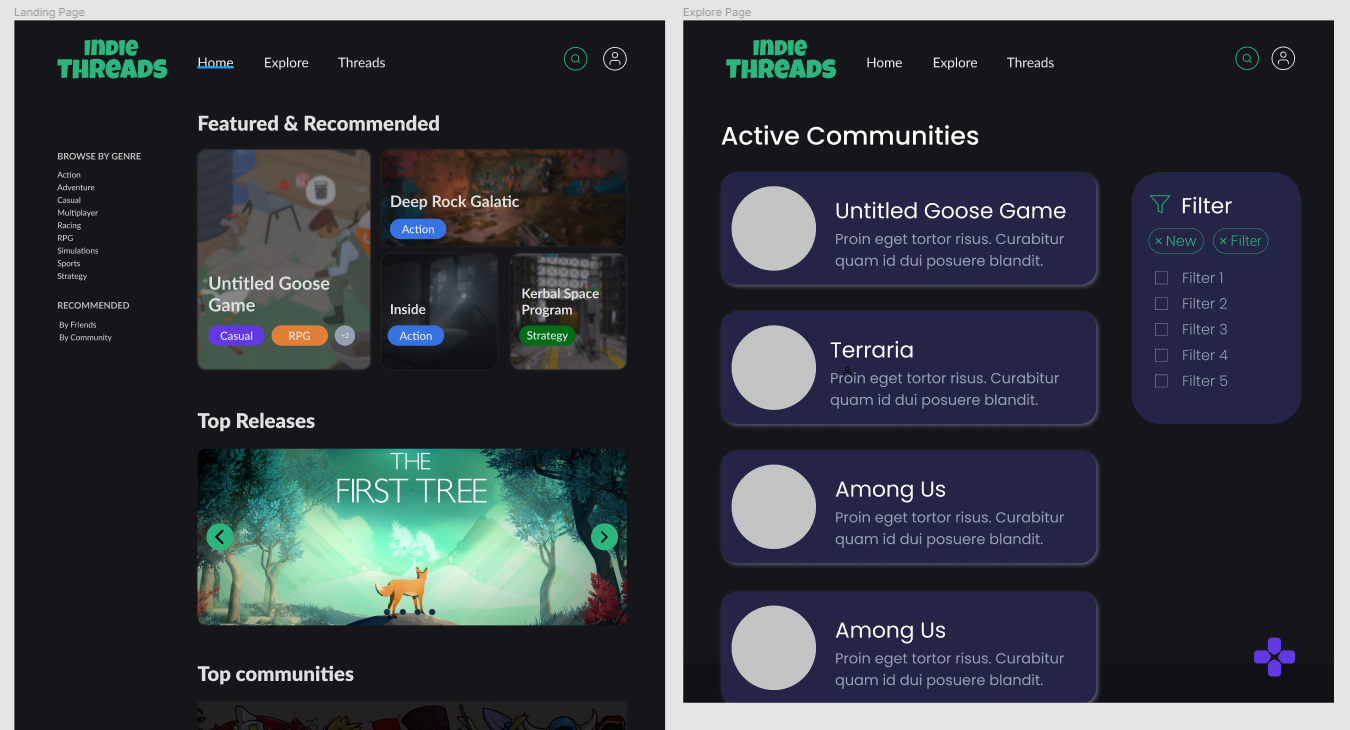 Landing Page
INDIE
THREADS
Home
Explore
Threads
Featured & Recommended
BROWSE BY GENRE
Action
Adventure
Casual
Multiplayer
Racing
RPG
Simulations
Sports
Strategy
RECOMMENDED
By Friends
By Community
Untitled Goose
Game
Casual
RPG
+2
Deep Rock Galatic
Action
Inside
Action
Kerbal Space
Program
Strategy
Top Releases
THE
FIRST TREE
Top communities
Explore Page
INDIE
THREADS
Home
Explore
Threads
Active Communities
Untitled Goose Game
Proin eget tortor risus. Curabitur
quam id dui posuere blandit.
Terraria
Proin eget tortor risus. Curabitur
quam id dui posuere blandit.
Among Us
Proin eget tortor risus. Curabitur
quam id dui posuere blandit.
Among Us
Proin eget tortor risus. Curabitur
quam id dui posuere blandit.
Filter
× New
× Filter
Filter 1
Filter 2
Filter 3
Filter 4
Filter 5